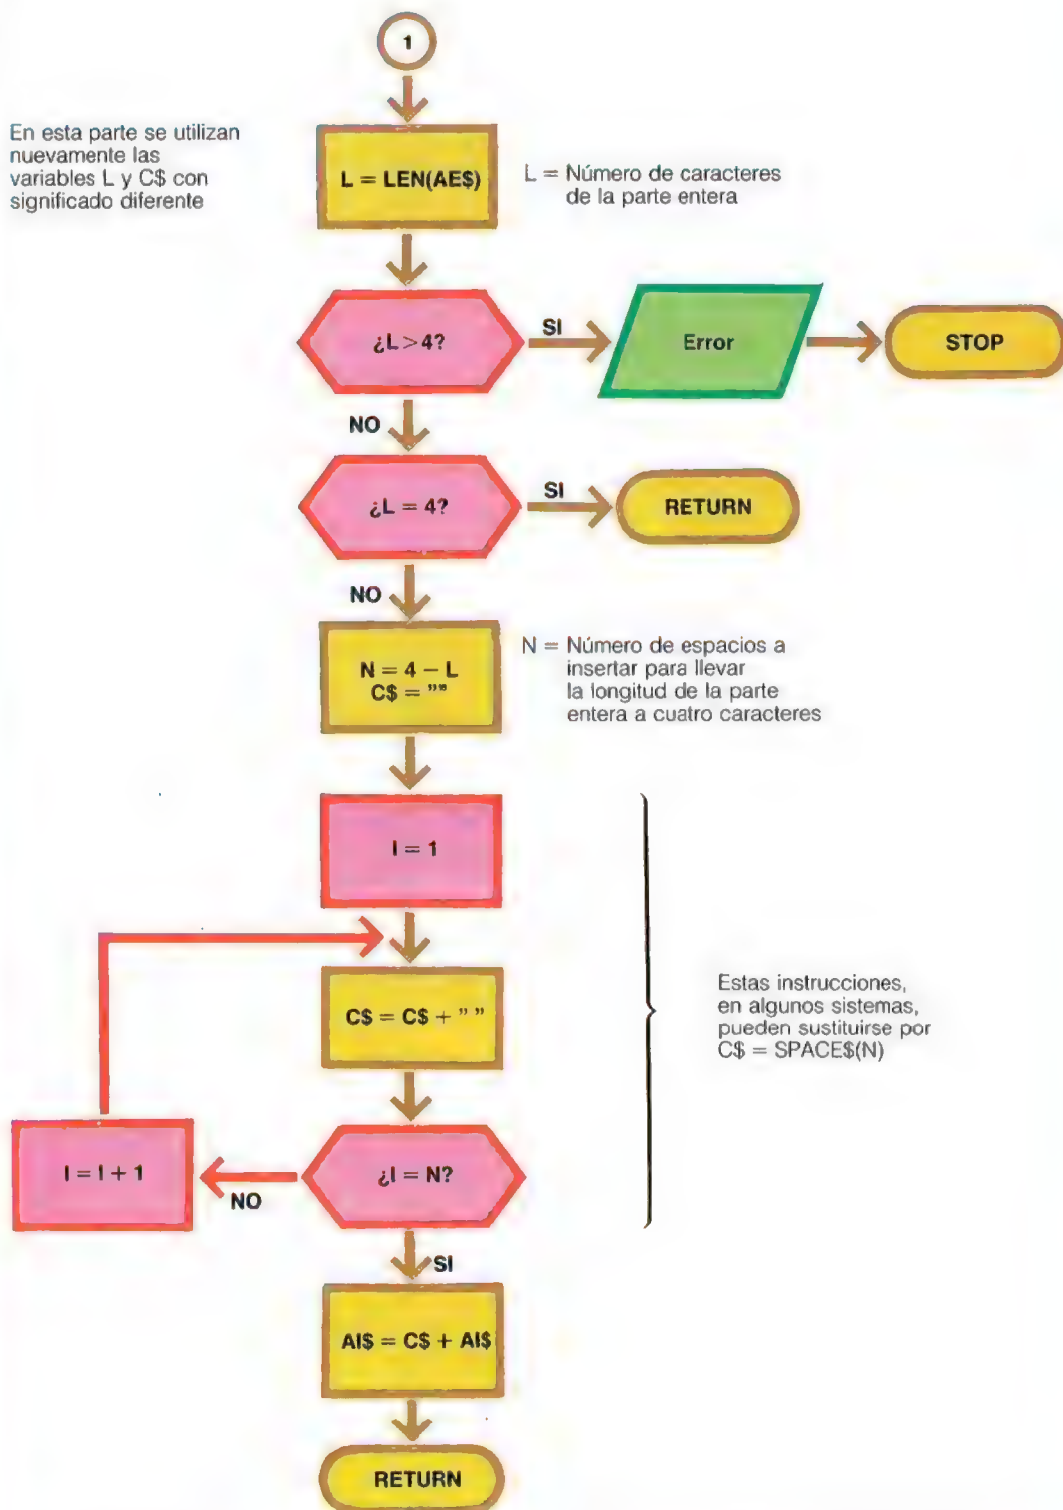 1
En esta parte se utilizan
nuevamente las
variables L y C$ con
significado diferente
L = LEN(AE$)
L = Número de caracteres
de la parte entera
¿L > 4?
SI
Error
STOP
NO
¿L = 4?
SI
RETURN
NO
N = 4 – L
C$ = ""
N = Número de espacios a
insertar para llevar
la longitud de la parte
entera a cuatro caracteres
I = 1
C$ = C$ + " "
Estas instrucciones,
en algunos sistemas,
pueden sustituirse por
C$ = SPACE$(N)
I = I + 1
NO
¿I = N?
SI
AI$ = C$ + AI$
RETURN